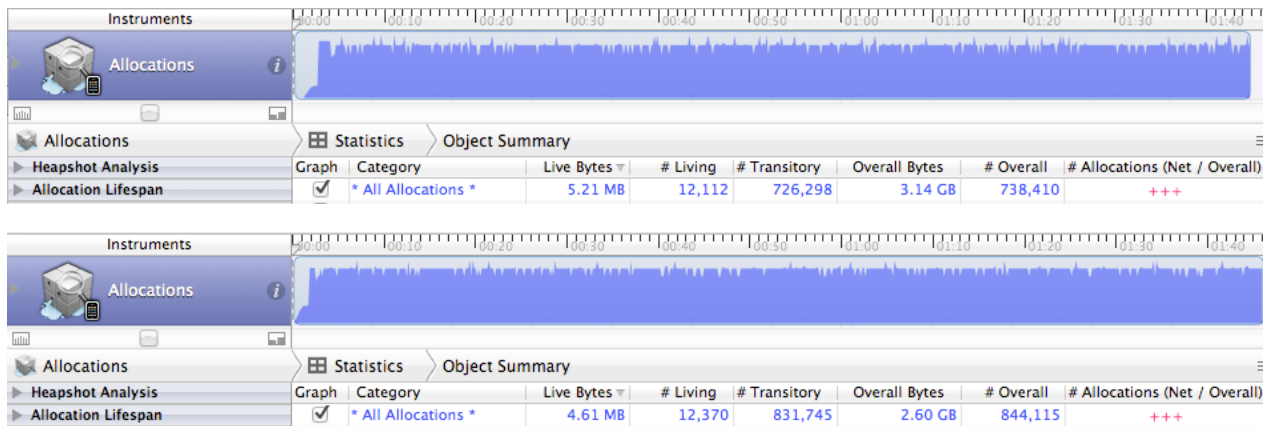 Instruments 00:00 00:10 00:20 00:30 00:40 00:50 01:00 01:10 01:20 01:30 01:40
Allocations i
Allocations Statistics Object Summary
Heapshot Analysis Graph Category Live Bytes # Living # Transitory Overall Bytes # Overall # Allocations (Net / Overall)
Allocation Lifespan * All Allocations * 5.21 MB 12,112 726,298 3.14 GB 738,410 +++
Instruments 00:00 00:10 00:20 00:30 00:40 00:50 01:00 01:10 01:20 01:30 01:40
Allocations i
Allocations Statistics Object Summary
Heapshot Analysis Graph Category Live Bytes # Living # Transitory Overall Bytes # Overall # Allocations (Net / Overall)
Allocation Lifespan * All Allocations * 4.61 MB 12,370 831,745 2.60 GB 844,115 +++